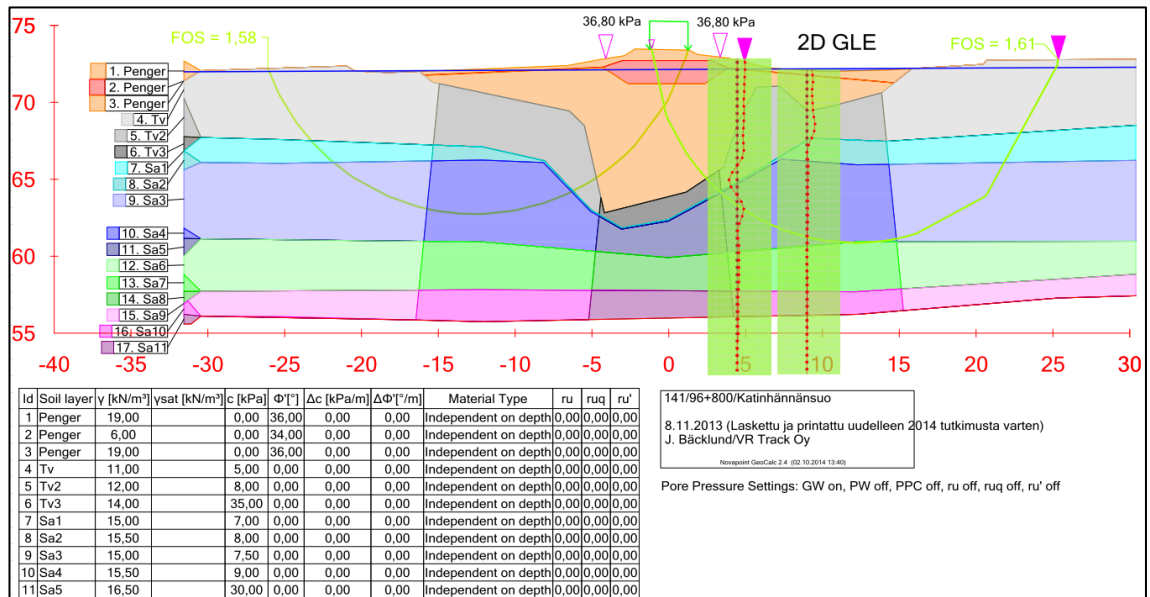 75
70
65
60
55
36,80 kPa
36,80 kPa
FOS = 1,58
2D GLE
FOS = 1,61
1. Penger
2. Penger
3. Penger
4. Tv
5. Tv2
6. Tv3
7. Sa1
8. Sa2
9. Sa3
10. Sa4
11. Sa5
12. Sa6
13. Sa7
14. Sa8
15. Sa9
16. Sa10
17. Sa11
-40 -35 -30 -25 -20 -15 -10 -5 0 5 10 15 20 25 30
Id Soil layer γ [kN/m³] γsat [kN/m³] c [kPa] Φ'[°] Δc [kPa/m] ΔΦ'[°/m] Material Type ru ruq ru'
1 Penger 19,00 0,00 36,00 0,00 0,00 Independent on depth 0,00 0,00 0,00
2 Penger 6,00 0,00 34,00 0,00 0,00 Independent on depth 0,00 0,00 0,00
3 Penger 19,00 0,00 36,00 0,00 0,00 Independent on depth 0,00 0,00 0,00
4 Tv 11,00 5,00 0,00 0,00 0,00 Independent on depth 0,00 0,00 0,00
5 Tv2 12,00 8,00 0,00 0,00 0,00 Independent on depth 0,00 0,00 0,00
6 Tv3 14,00 35,00 0,00 0,00 0,00 Independent on depth 0,00 0,00 0,00
7 Sa1 15,00 7,00 0,00 0,00 0,00 Independent on depth 0,00 0,00 0,00
8 Sa2 15,50 8,00 0,00 0,00 0,00 Independent on depth 0,00 0,00 0,00
9 Sa3 15,00 7,50 0,00 0,00 0,00 Independent on depth 0,00 0,00 0,00
10 Sa4 15,50 9,00 0,00 0,00 0,00 Independent on depth 0,00 0,00 0,00
11 Sa5 16,50 30,00 0,00 0,00 0,00 Independent on depth 0,00 0,00 0,00
141/96+800/Katinhännänsuo
8.11.2013 (Laskettu ja printattu uudelleen 2014 tutkimusta varten)
J. Bäcklund/VR Track Oy
Novapoint GeoCalc 2.4 (02.10.2014 13:40)
Pore Pressure Settings: GW on, PW off, PPC off, ru off, ruq off, ru' off